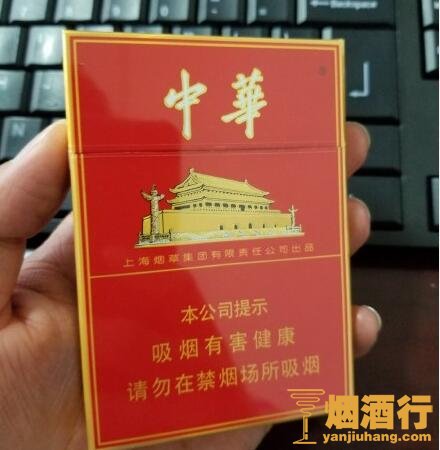 Backspace
中華
上海烟草集团有限责任公司出品
本公司提示
吸烟有害健康
请勿在禁烟场所吸烟
烟酒行
yanjiuhang.com